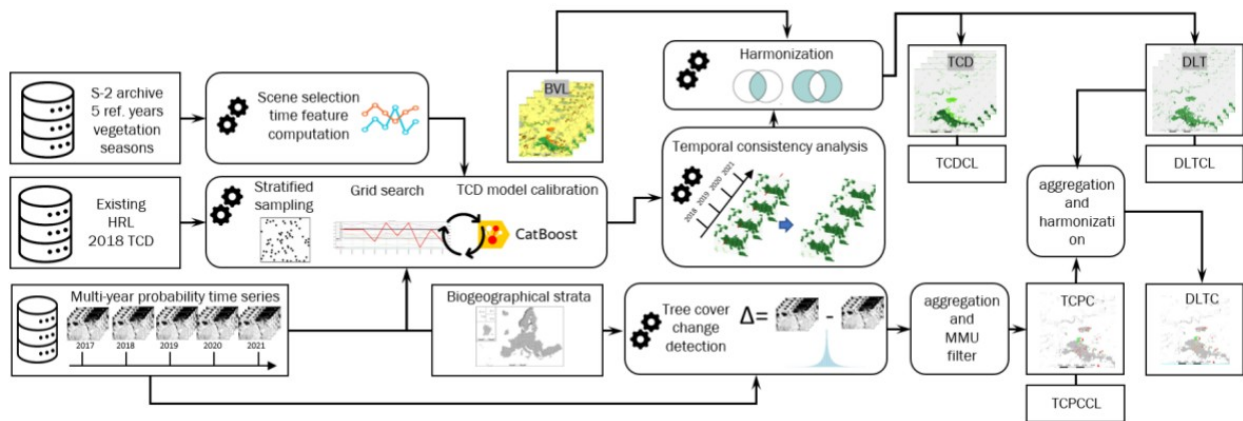 S-2 archive
5 ref. years
vegetation
seasons
Scene selection
time feature
computation
BVL
Harmonization
TCD
TCDCL
DLT
DLTCL
Existing
HRL
2018 TCD
Stratified
sampling
Grid search
TCD model calibration
CatBoost
Temporal consistency analysis
2018
2019
2020
2021
aggregation
and
harmonizati
on
Multi-year probability time series
2017
2018
2019
2020
2021
Biogeographical strata
Tree cover
change
detection
Δ=
-
aggregation
and
MMU
filter
TCPC
TCPCCL
DLTC